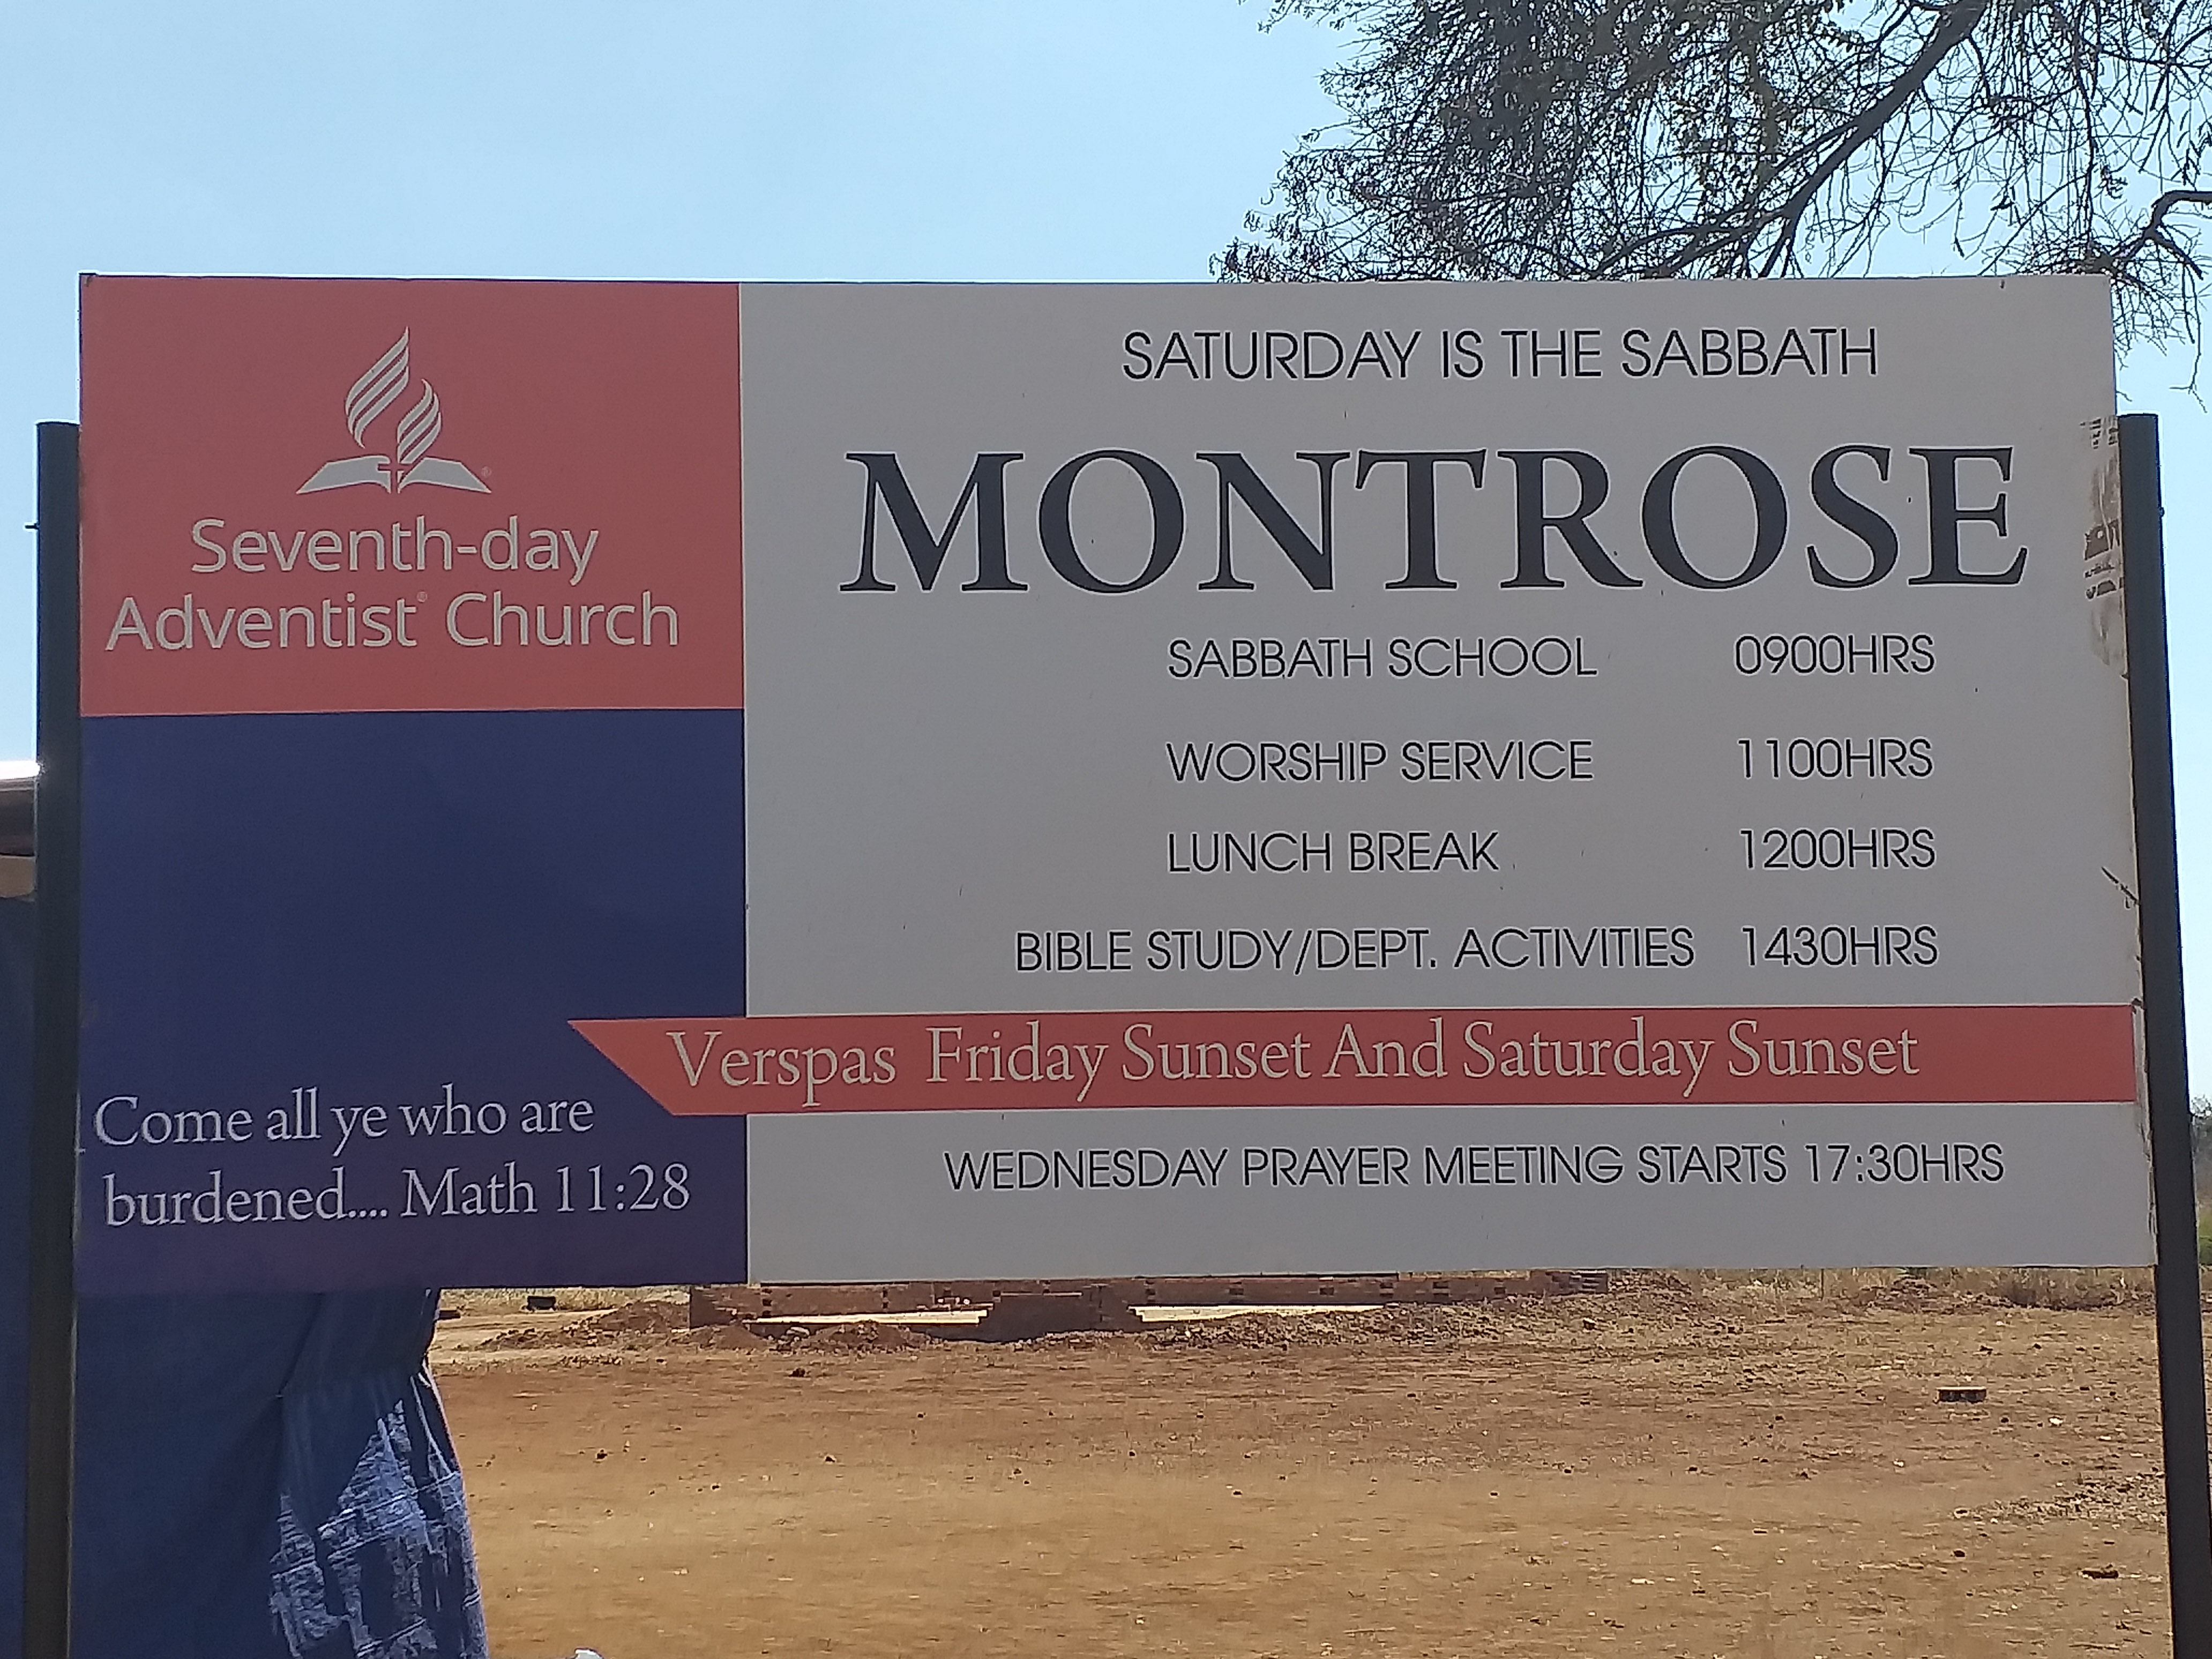 Seventh-day
Adventist® Church
Come all ye who are
burdened.... Math 11:28
SATURDAY IS THE SABBATH
MONTROSE
SABBATH SCHOOL 0900HRS
WORSHIP SERVICE 1100HRS
LUNCH BREAK 1200HRS
BIBLE STUDY/DEPT. ACTIVITIES 1430HRS
Verspas Friday Sunset And Saturday Sunset
WEDNESDAY PRAYER MEETING STARTS 17:30HRS